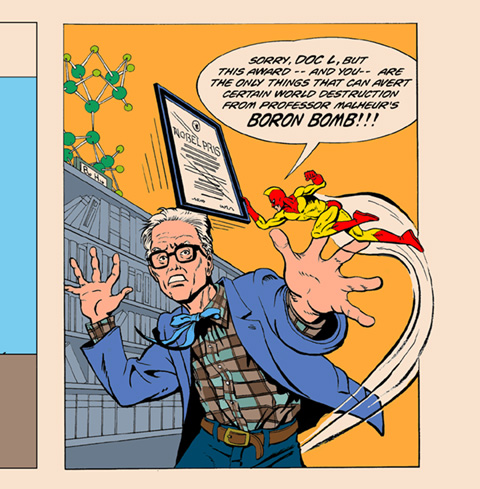 SORRY, DOC L, BUT
THIS AWARD -- AND YOU-- ARE
THE ONLY THINGS THAT CAN AVERT
CERTAIN WORLD DESTRUCTION
FROM PROFESSOR MALHEUR'S
BORON BOMB!!!
NOBEL PRIS